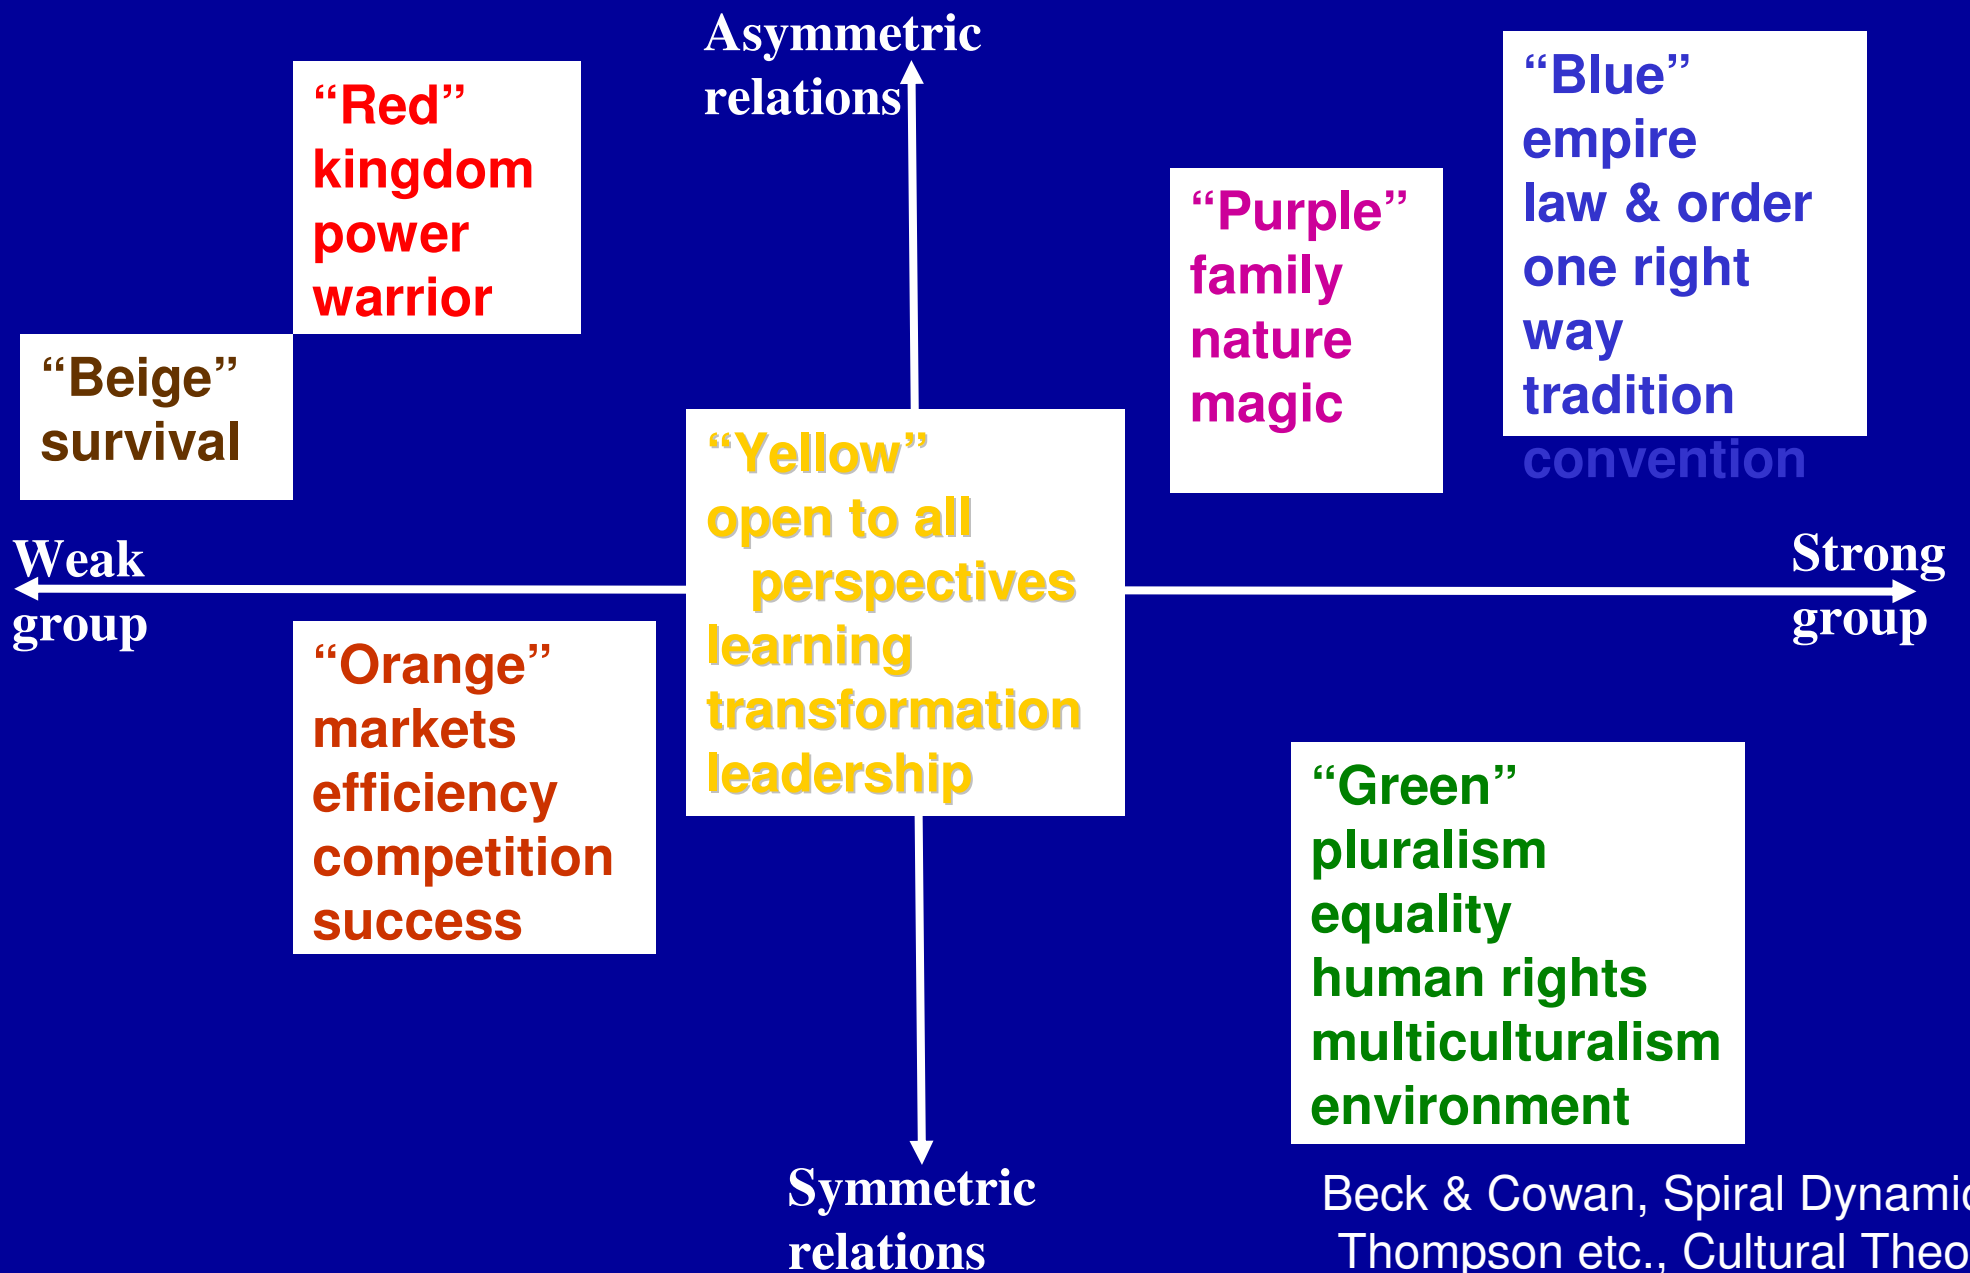 Asymmetric
relations
“Red”
kingdom
power
warrior
“Blue”
empire
law & order
one right
way
tradition
convention
“Purple”
family
nature
magic
“Beige”
survival
“Yellow”
open to all
perspectives
learning
transformation
leadership
Weak
group
Strong
group
“Orange”
markets
efficiency
competition
success
“Green”
pluralism
equality
human rights
multiculturalism
environment
Symmetric
relations
Beck & Cowan, Spiral
Thompson etc., Cultural